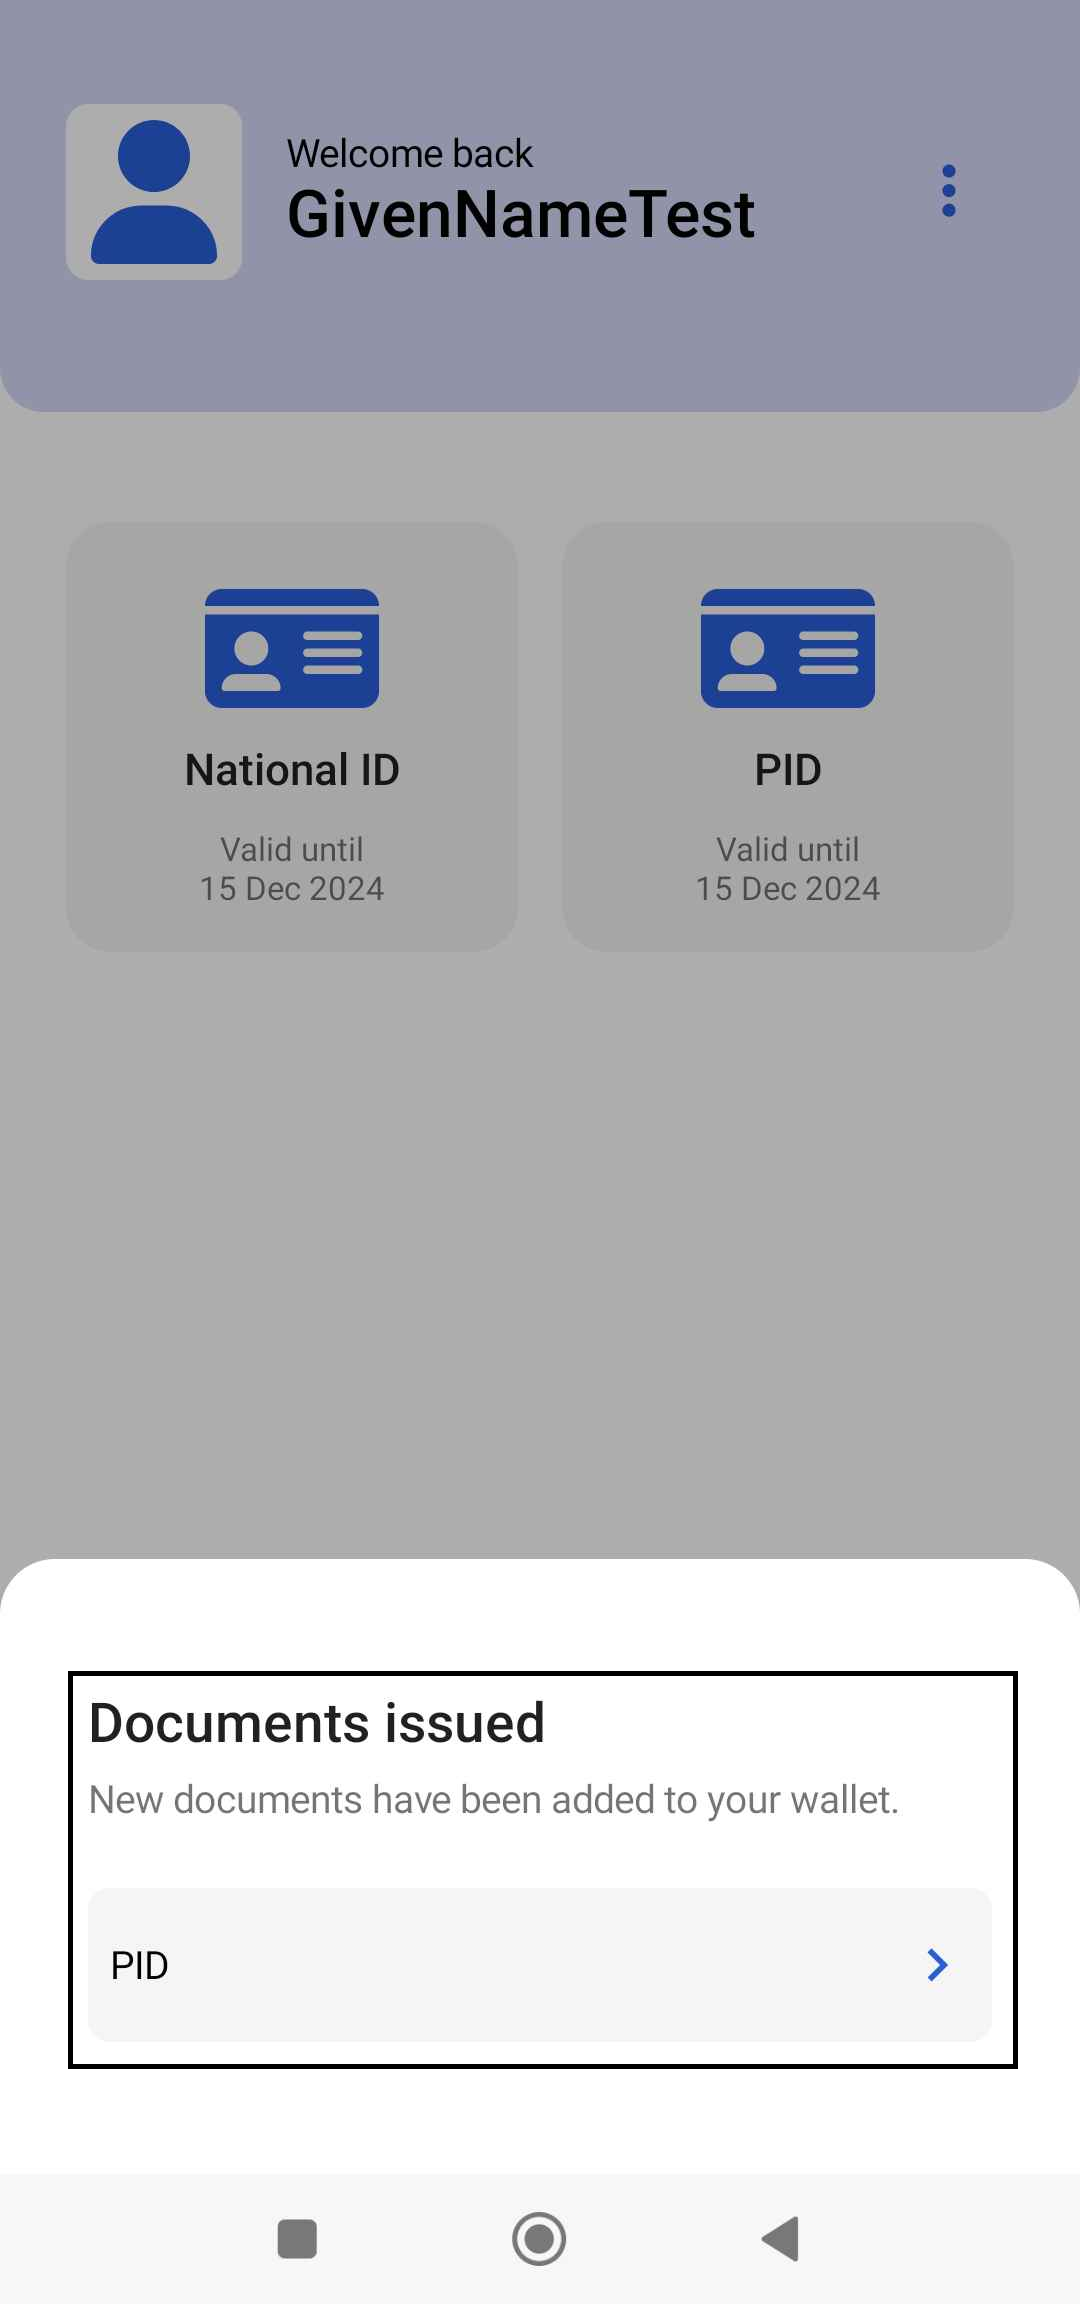 Welcome back
GivenNameTest
National ID
Valid until
15 Dec 2024
PID
Valid until
15 Dec 2024
Documents issued
New documents have been added to your wallet.
PID